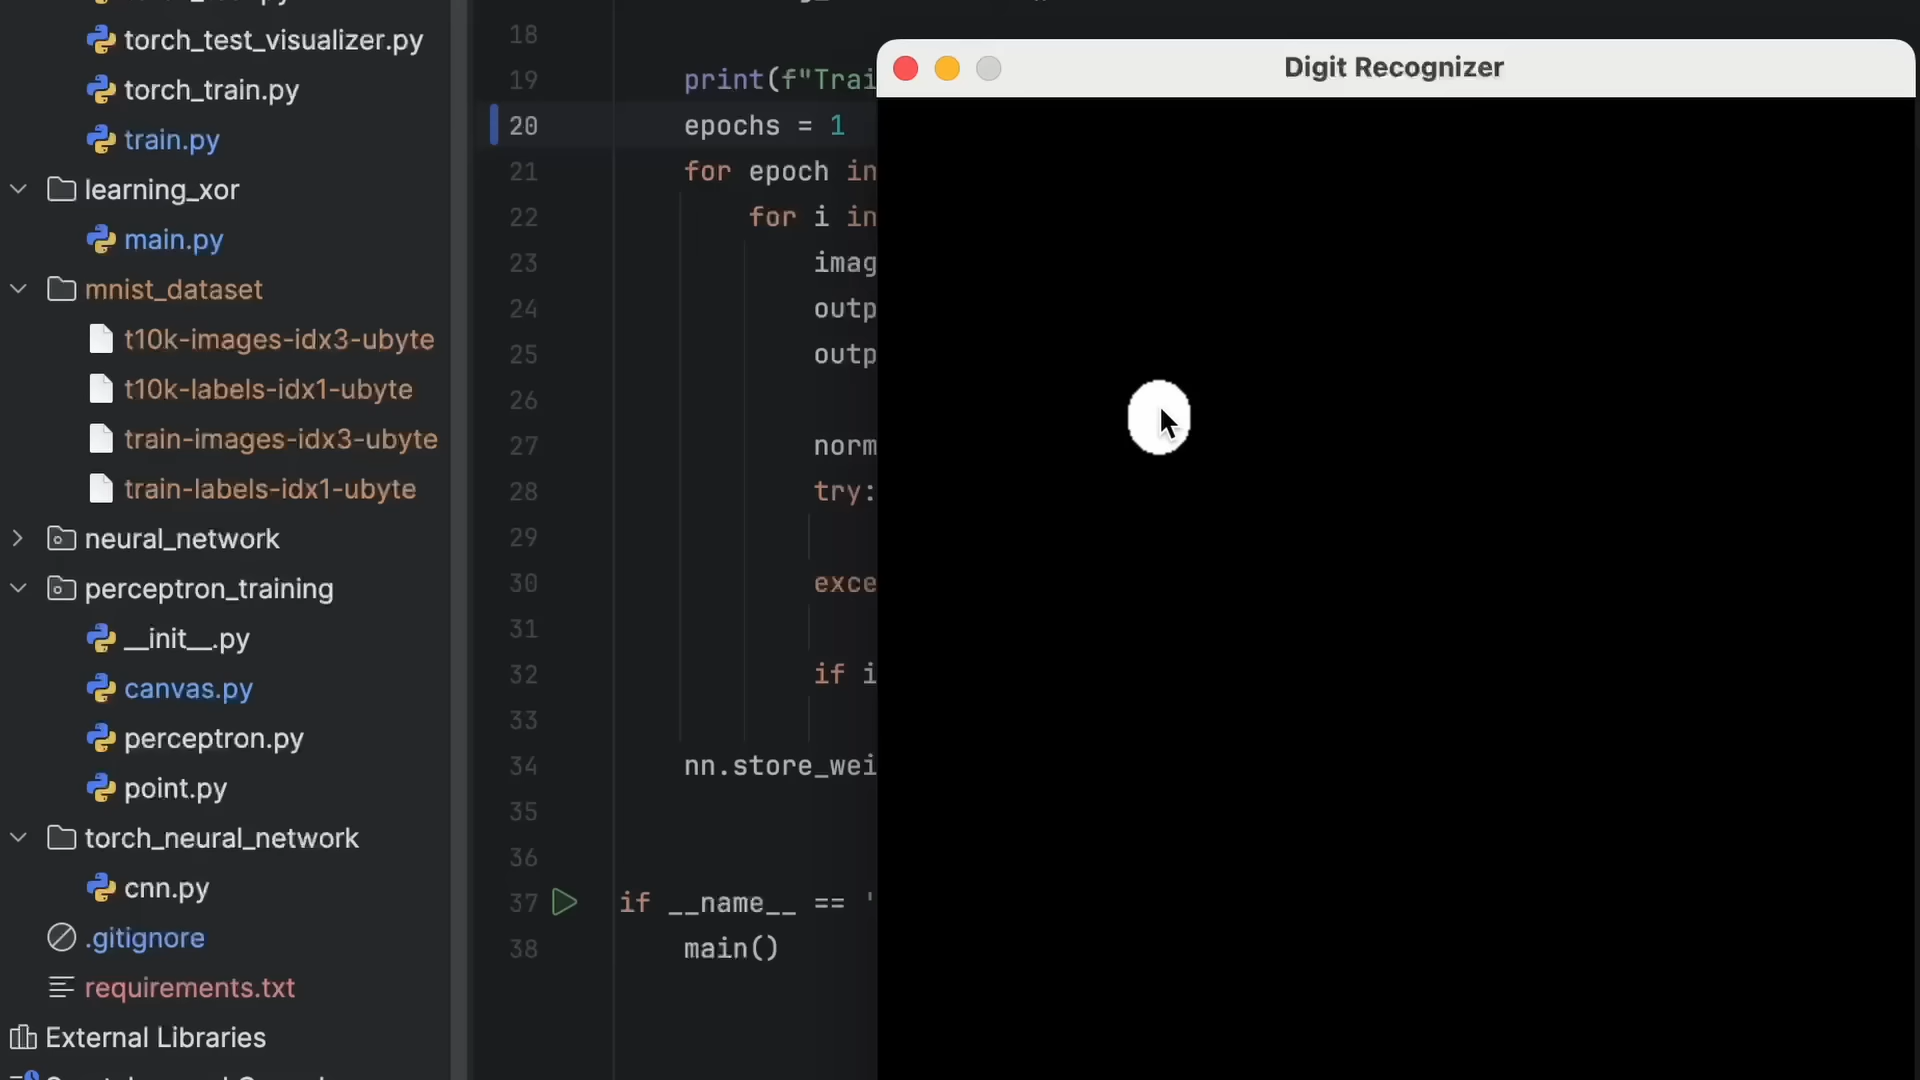 torch_test_visualizer.py
torch_train.py
train.py
learning_xor
main.py
mnist_dataset
t10k-images-idx3-ubyte
t10k-labels-idx1-ubyte
train-images-idx3-ubyte
train-labels-idx1-ubyte
neural_network
perceptron_training
__init__.py
canvas.py
perceptron.py
point.py
torch_neural_network
cnn.py
.gitignore
requirements.txt
External Libraries
18
19 print(f"Trai
20 epochs = 1
21 for epoch in
22 for i in
23 imag
24 outp
25 outp
26
27 norm
28 try:
29
30 exce
31
32 if i
33
34 nn.store_wei
35
36
37 if __name__ == '
38 main()
Digit Recognizer